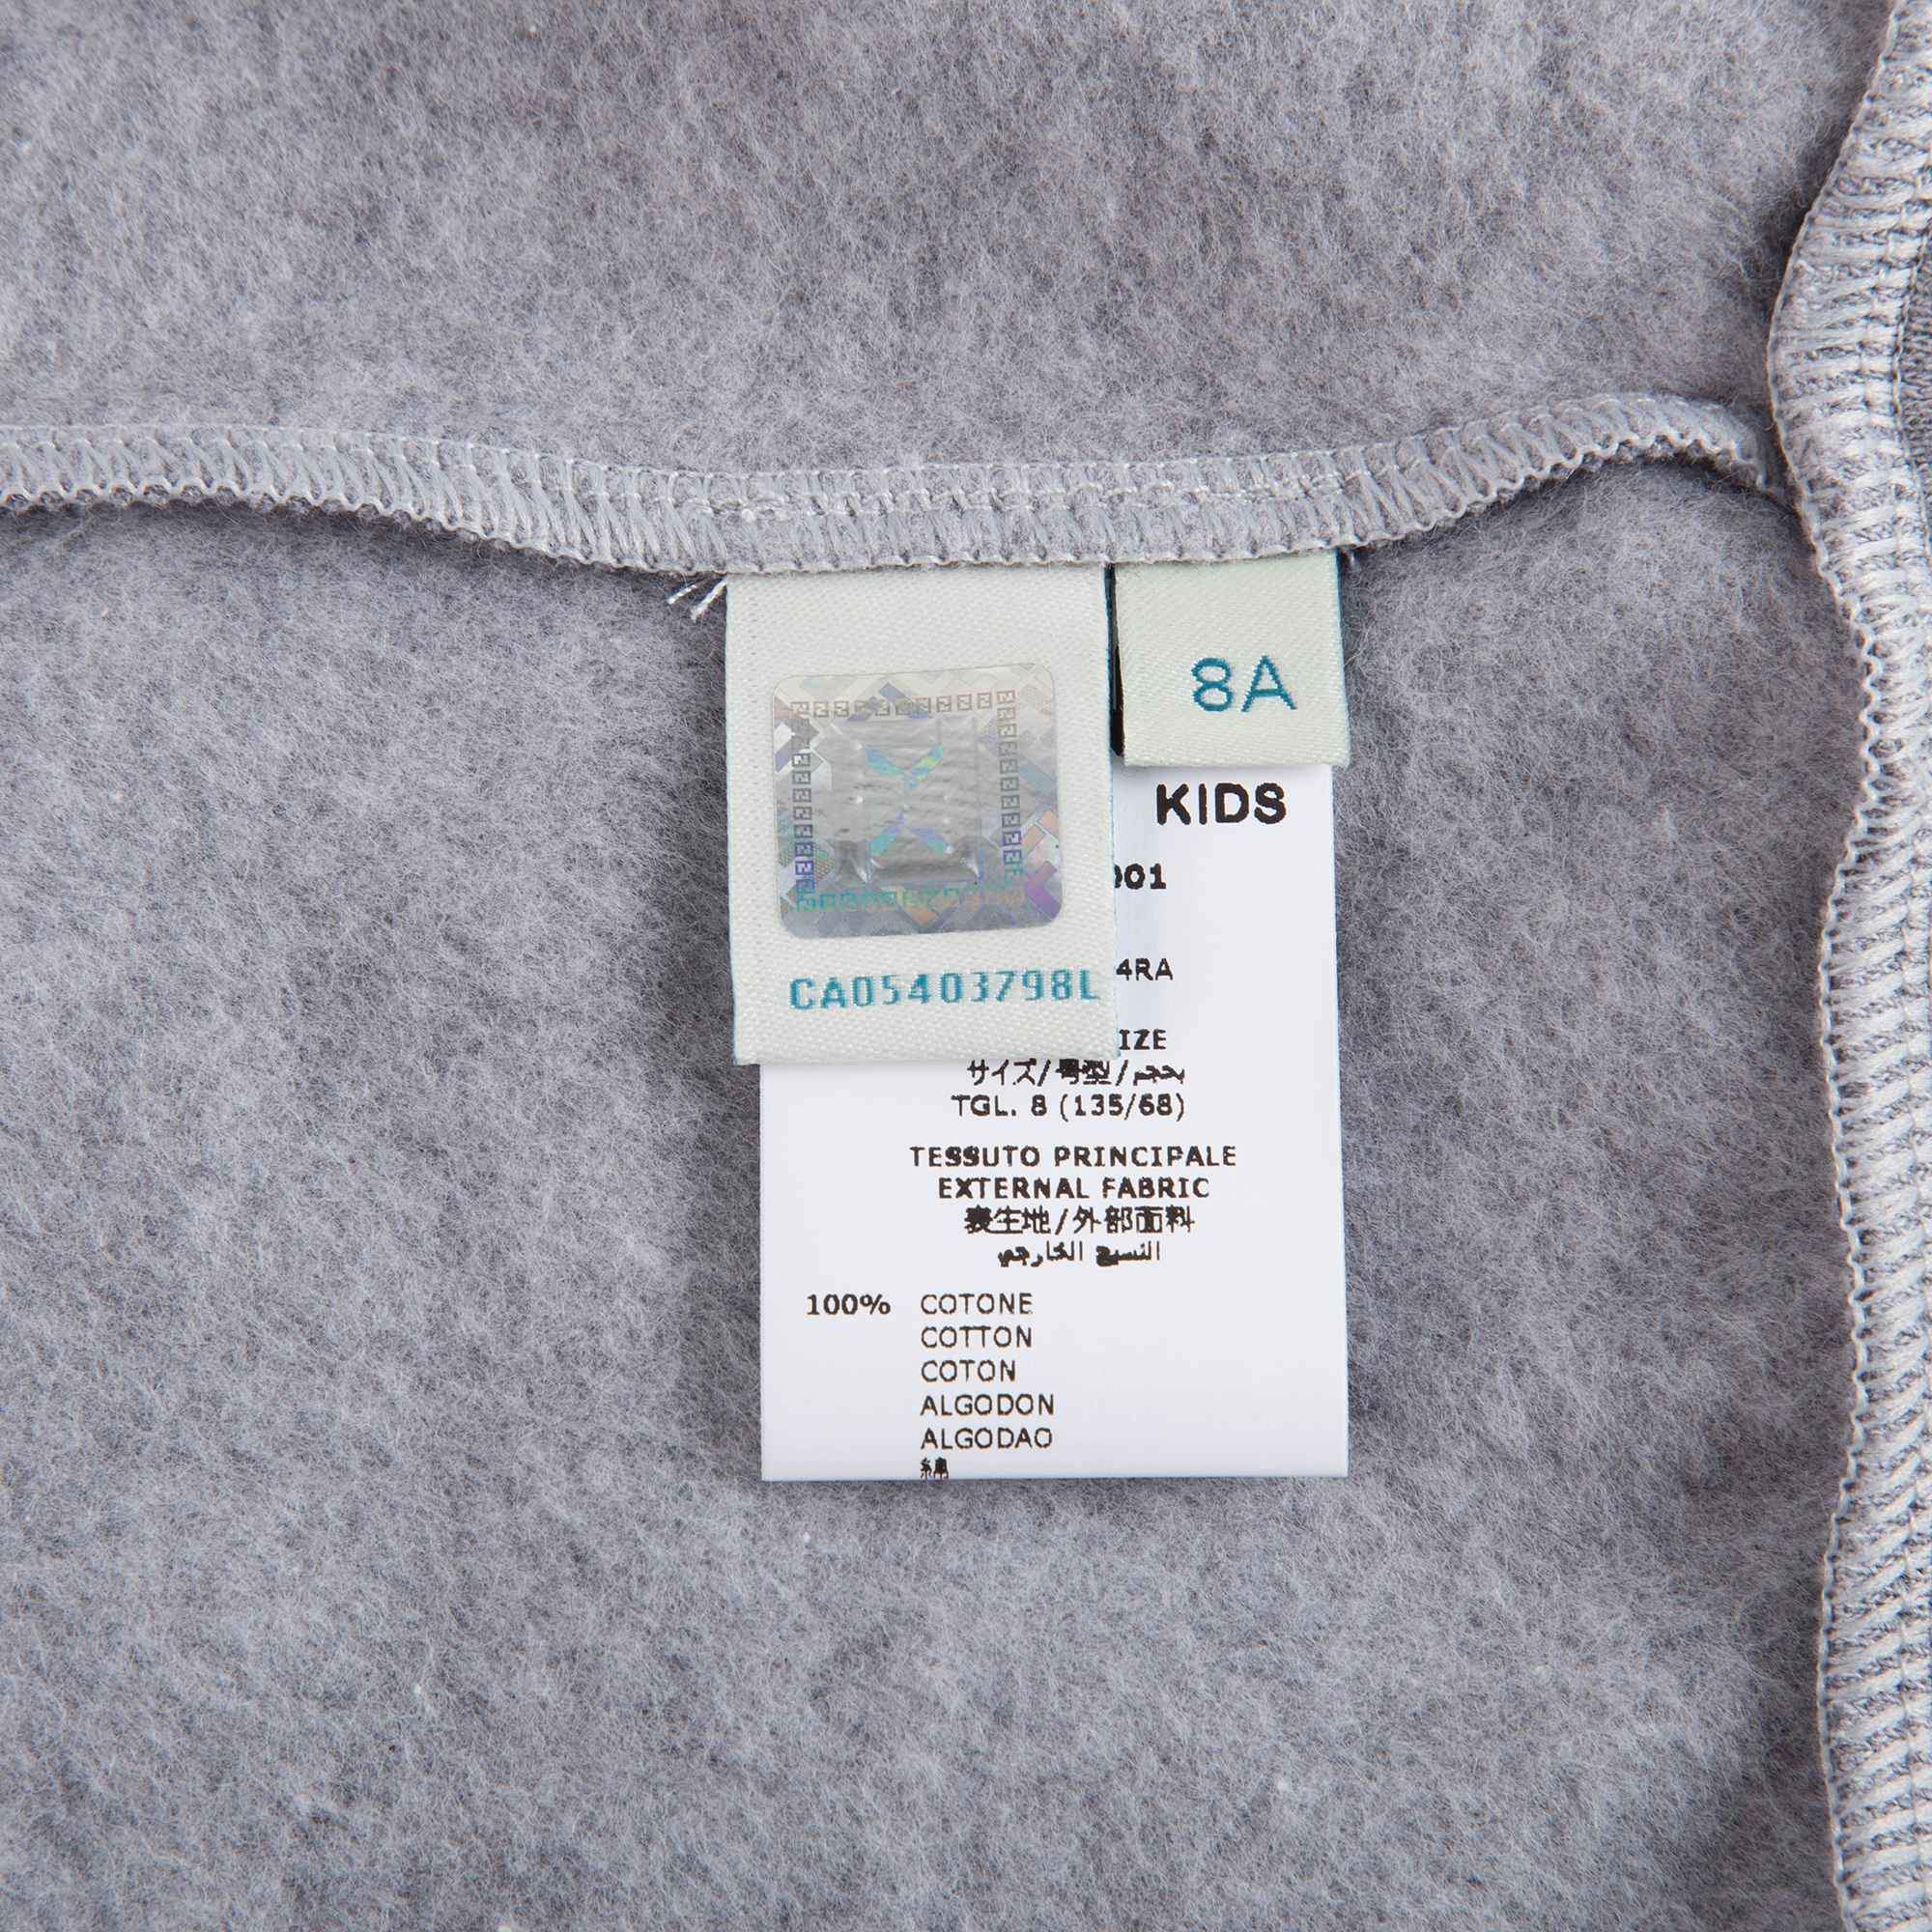 8A
KIDS
001
4RA
CA05403798L
IZE
サイズ/号型/
TGL. 8 (135/68)
TESSUTO PRINCIPALE
EXTERNAL FABRIC
表生地/外部面料
النسيج الخارجي
100% COTONE
COTTON
COTON
ALGODON
ALGODAO
綿